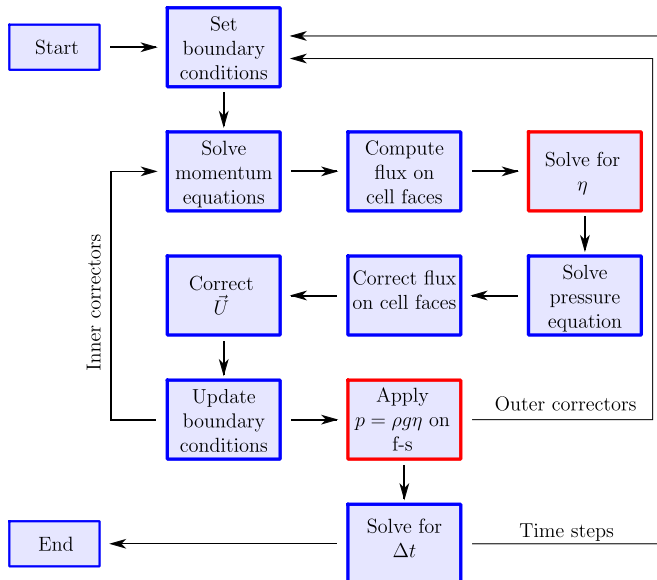 Start
Set
boundary
conditions
Solve
momentum
equations
Compute
flux on
cell faces
Solve for
η
Inner correctors
Correct
U⃗
Correct flux
on cell faces
Solve
pressure
equation
Update
boundary
conditions
Apply
p = ρgη on
f-s
Outer correctors
End
Solve for
Δt
Time steps